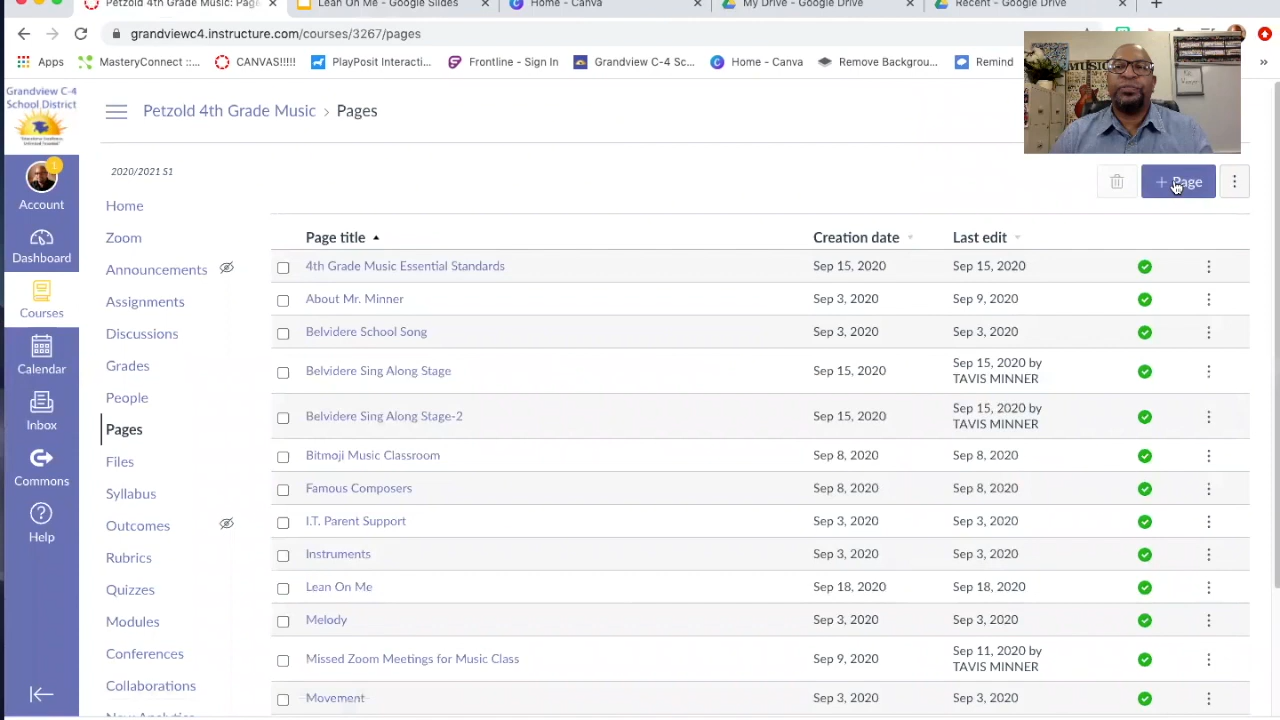 Petzold 4th Grade Music: Pag
Lean On Me - Google Slides
Home - Canva
My Drive - Google Drive
Recent - Google Drive
grandviewc4.instructure.com/courses/3267/pages
Apps
MasteryConnect ::...
CANVAS!!!!!
PlayPosit Interacti...
Frontline - Sign In
Grandview C-4 Sc...
Home - Canva
Remove Backgrou...
Remind
»
MUSIC
Grandview C-4
School District
Petzold 4th Grade Music › Pages
2020/2021 S1
+ Page
1
Account
Dashboard
Courses
Calendar
Inbox
Commons
Help
Home
Zoom
Announcements
Assignments
Discussions
Grades
People
Pages
Files
Syllabus
Outcomes
Rubrics
Quizzes
Modules
Conferences
Collaborations
New Analytics
Page title Creation date Last edit
4th Grade Music Essential Standards Sep 15, 2020 Sep 15, 2020
About Mr. Minner Sep 3, 2020 Sep 9, 2020
Belvidere School Song Sep 3, 2020 Sep 3, 2020
Belvidere Sing Along Stage Sep 15, 2020 Sep 15, 2020 by
TAVIS MINNER
Belvidere Sing Along Stage-2 Sep 15, 2020 Sep 15, 2020 by
TAVIS MINNER
Bitmoji Music Classroom Sep 8, 2020 Sep 8, 2020
Famous Composers Sep 8, 2020 Sep 8, 2020
I.T. Parent Support Sep 3, 2020 Sep 3, 2020
Instruments Sep 3, 2020 Sep 3, 2020
Lean On Me Sep 18, 2020 Sep 18, 2020
Melody Sep 3, 2020 Sep 3, 2020
Missed Zoom Meetings for Music Class Sep 9, 2020 Sep 11, 2020 by
TAVIS MINNER
Movement Sep 3, 2020 Sep 3, 2020